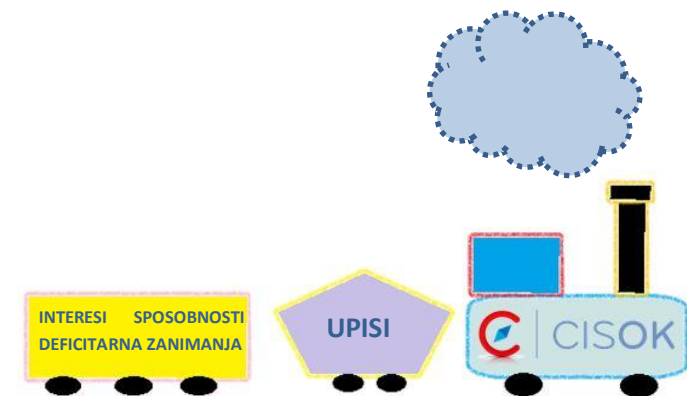 INTERESI SPOSOBNOSTI
DEFICITARNA ZANIMANJA
UPISI
CISOK